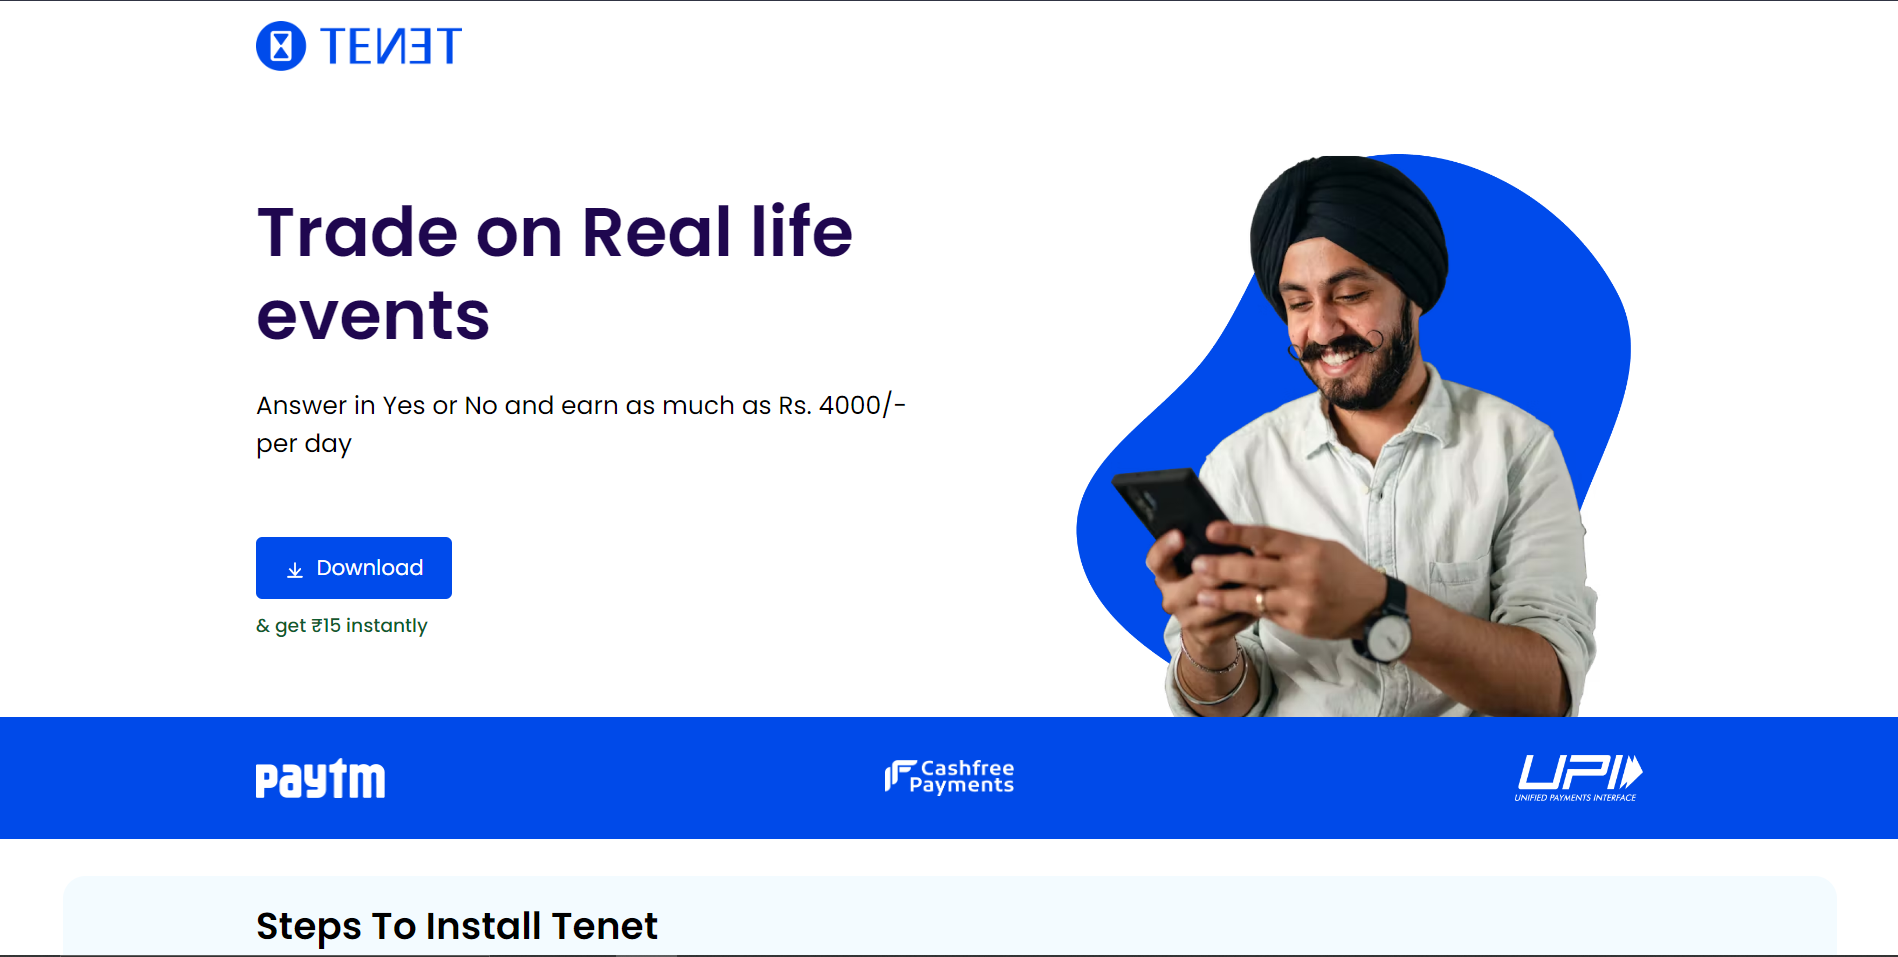 TENET
Trade on Real life
events
Answer in Yes or No and earn as much as Rs. 4000/-
per day
Download
& get ₹15 instantly
paytm
Cashfree
Payments
UPI
UNIFIED PAYMENTS INTERFACE
Steps To Install Tenet